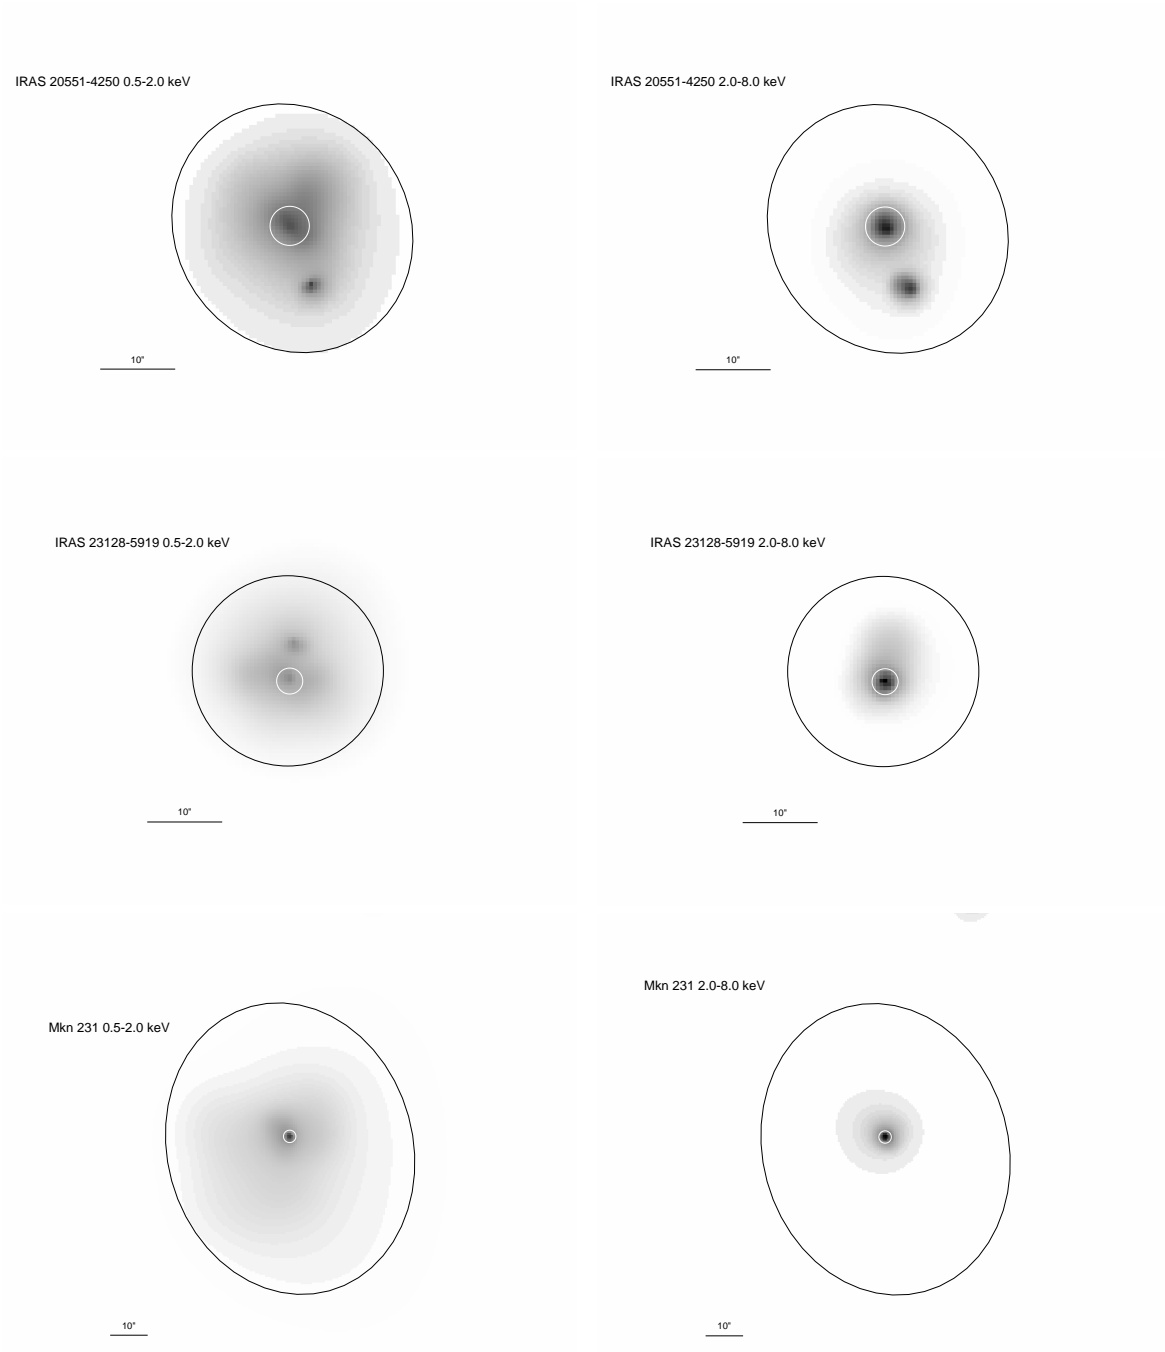 IRAS 20551-4250 0.5-2.0 keV
IRAS 20551-4250 2.0-8.0 keV
10"
10"
IRAS 23128-5919 0.5-2.0 keV
IRAS 23128-5919 2.0-8.0 keV
10"
10"
Mkn 231 0.5-2.0 keV
Mkn 231 2.0-8.0 keV
10"
10"